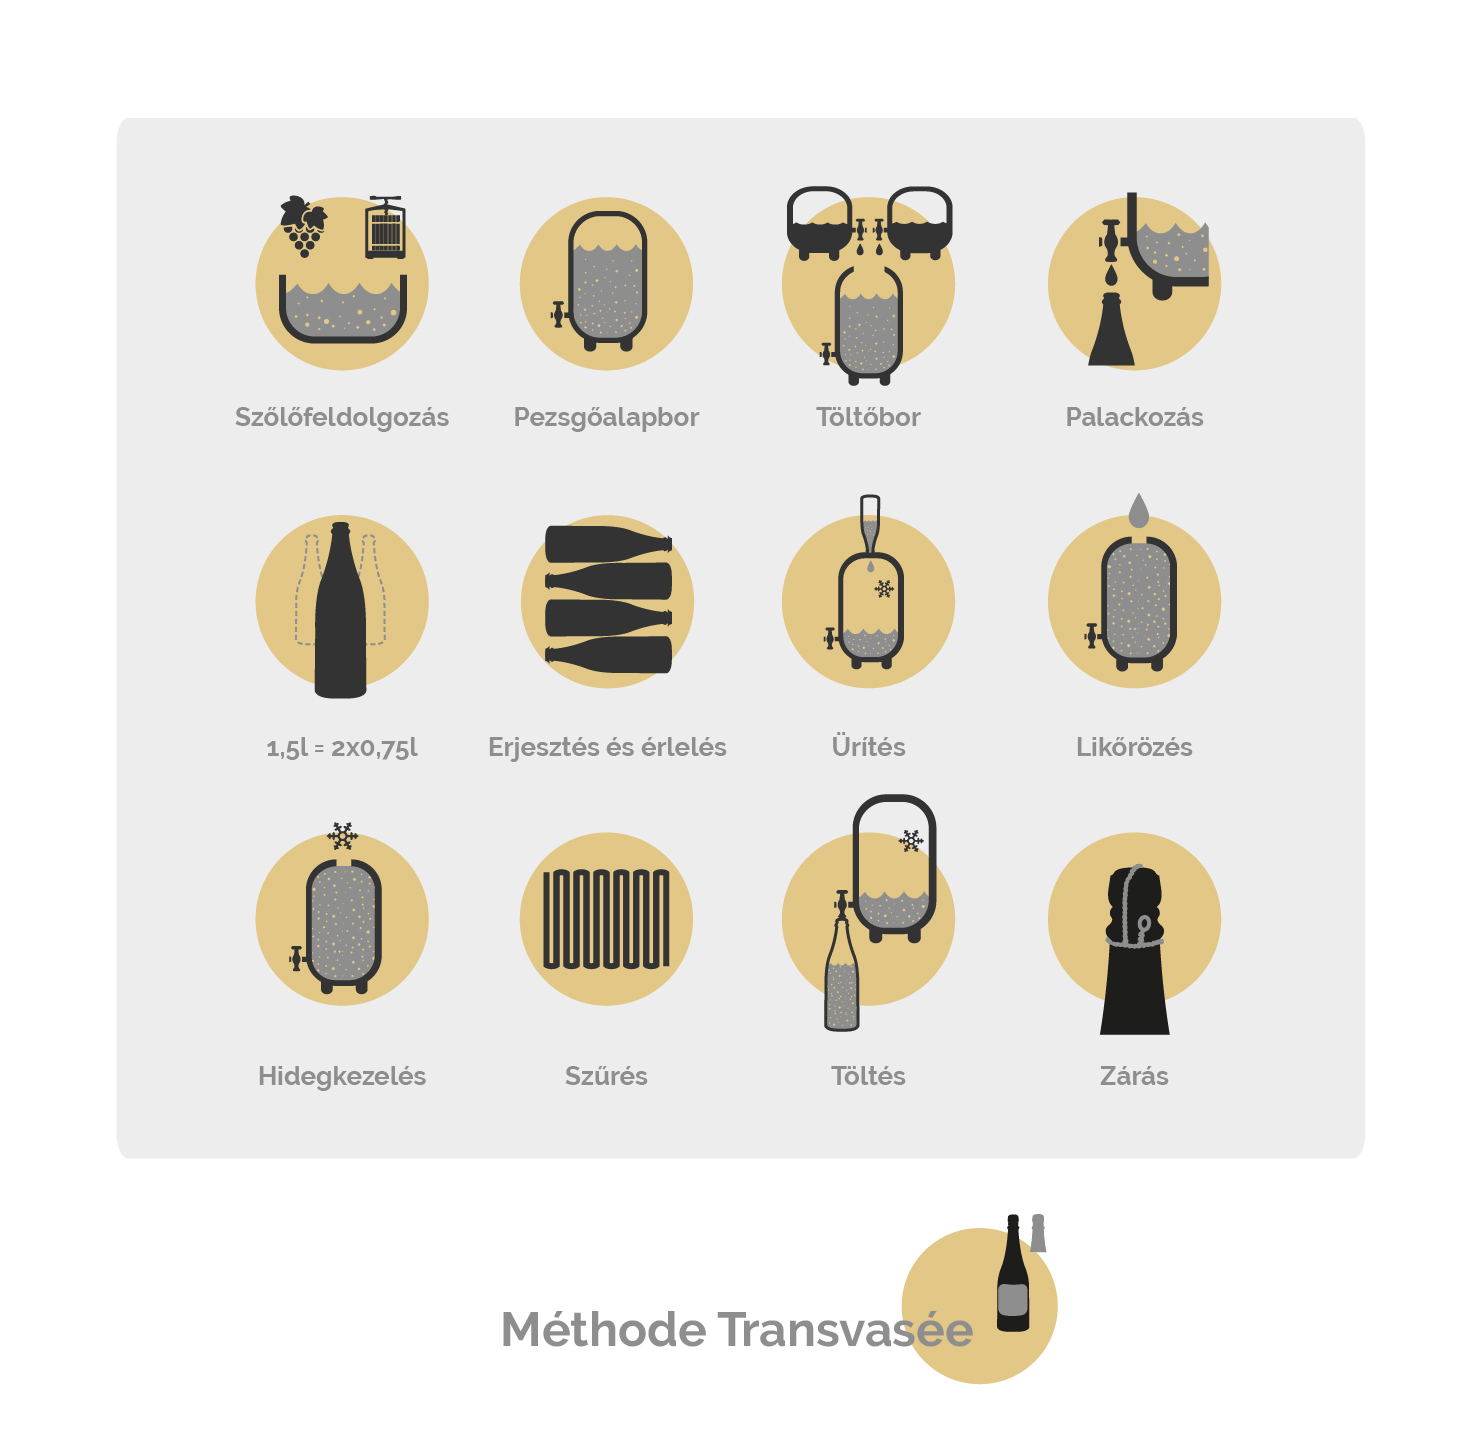 Szőlőfeldolgozás
Pezsgőalapbor
Töltőbor
Palackozás
1,5l = 2x0,75l
Erjesztés és érlelés
Ürítés
Likőrözés
Hidegkezelés
Szűrés
Töltés
Zárás
Méthode Transvasée